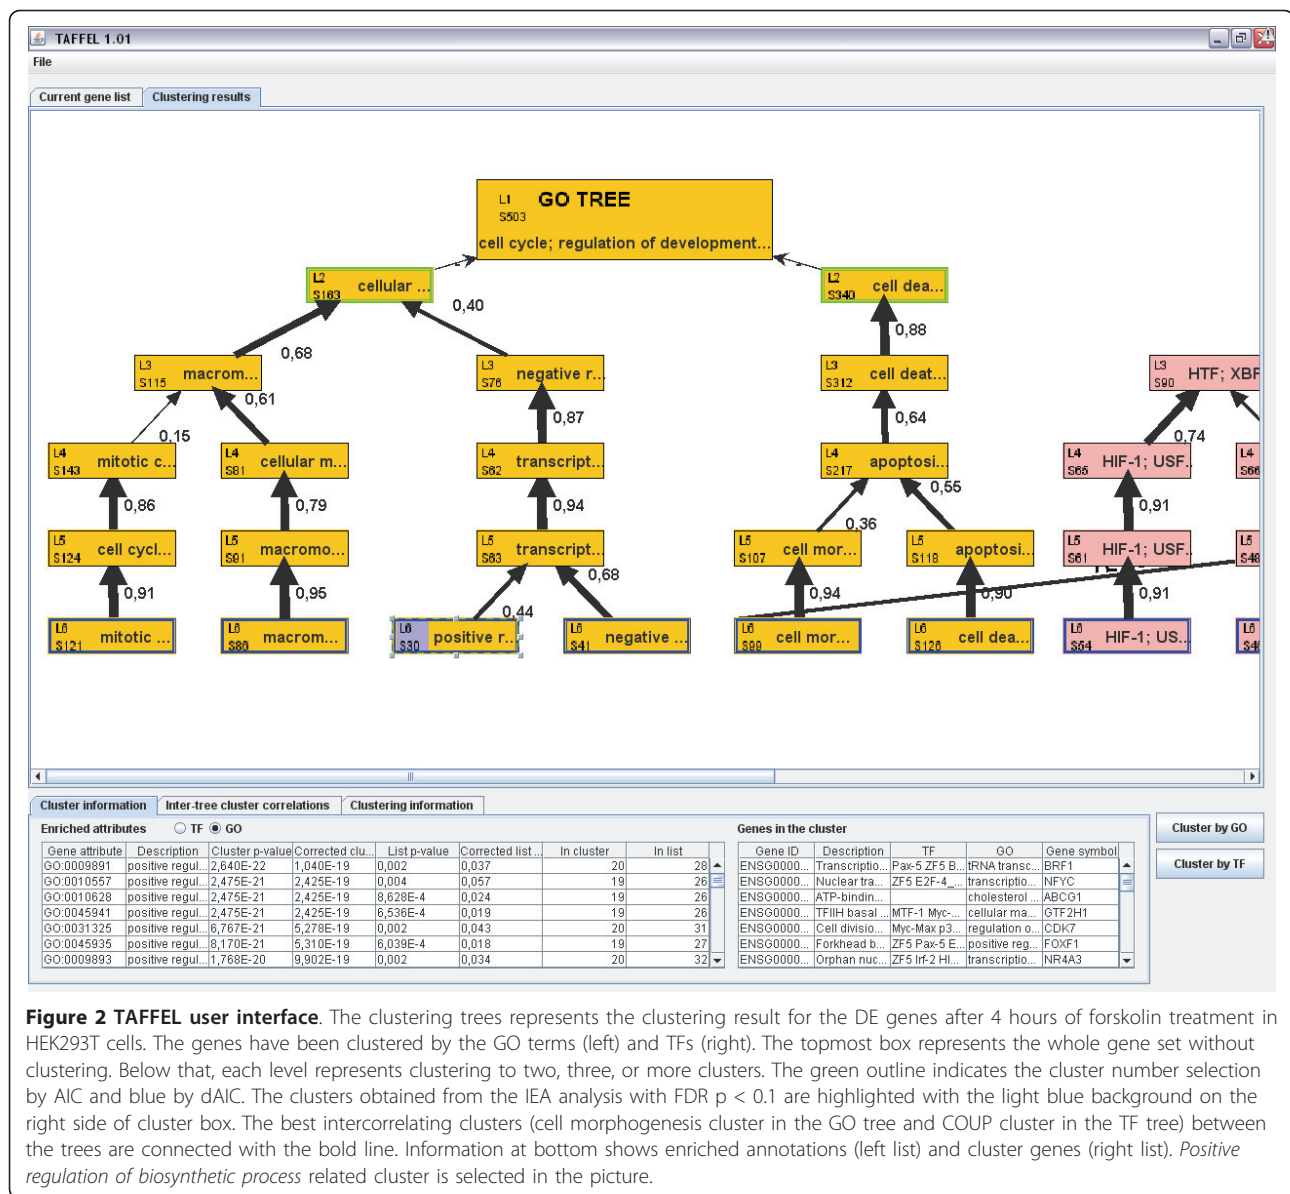 TAFFEL 1.01
File
Current gene list
Clustering results
L1
GO TREE
S503
cell cycle; regulation of development...
L2
S163
cellular ...
L2
S340
cell dea...
0,40
0,88
0,68
L3
S115
macrom...
L3
S76
negative r...
L3
S312
cell deat...
L3
S90
HTF; XBF
0,61
0,15
0,87
0,64
0,74
L4
S143
mitotic c...
L4
S81
cellular m...
L4
S62
transcript...
L4
S217
apoptosi...
L4
S65
HIF-1; USF...
L4
S66
0,86
0,79
0,94
0,36
0,55
0,91
L5
S124
cell cycl...
L5
S91
macromo...
L5
S63
transcript...
L5
S107
cell mor...
L5
S118
apoptosi...
L5
S61
HIF-1; USF...
L5
0,91
0,95
0,44
0,68
0,94
0,90
0,91
L6
S121
mitotic ...
L6
S86
macrom...
L6
S30
positive r...
L6
S41
negative ...
L6
S99
cell mor...
L6
S126
cell dea...
L6
S54
HIF-1; US...
L6
Cluster information
Inter-tree cluster correlations
Clustering information
Enriched attributes TF GO
Gene attribute Description Cluster p-value Corrected clu... List p-value Corrected list ... In cluster In list
GO:0009891 positive regul... 2,640E-22 1,040E-19 0,002 0,037 20 28
GO:0010557 positive regul... 2,475E-21 2,425E-19 0,004 0,057 19 26
GO:0010628 positive regul... 2,475E-21 2,425E-19 8,628E-4 0,024 19 26
GO:0045941 positive regul... 2,475E-21 2,425E-19 6,536E-4 0,019 19 26
GO:0031325 positive regul... 6,767E-21 5,278E-19 0,002 0,043 20 31
GO:0045935 positive regul... 8,170E-21 5,310E-19 6,039E-4 0,018 19 27
GO:0009893 positive regul... 1,768E-20 9,902E-19 0,002 0,034 20 32
Genes in the cluster
Gene ID Description TF GO Gene symbol
ENSG0000... Transcriptio... Pax-5 ZF5 B... tRNA transc... BRF1
ENSG0000... Nuclear tra... ZF5 E2F-4_... transcriptio... NFYC
ENSG0000... ATP-bindin... cholesterol ... ABCG1
ENSG0000... TFIIH basal ... MTF-1 Myc-... cellular ma... GTF2H1
ENSG0000... Cell divisio... Myc-Max p3... regulation o... CDK7
ENSG0000... Forkhead b... ZF5 Pax-5 E... positive reg... FOXF1
ENSG0000... Orphan nuc... ZF5 Irf-2 HI... transcriptio... NR4A3
Cluster by GO
Cluster by TF
Figure 2 TAFFEL user interface. The clustering trees represents the clustering result for the DE genes after 4 hours of forskolin treatment in
HEK293T cells. The genes have been clustered by the GO terms (left) and TFs (right). The topmost box represents the whole gene set without
clustering. Below that, each level represents clustering to two, three, or more clusters. The green outline indicates the cluster number selection
by AIC and blue by dAIC. The clusters obtained from the IEA analysis with FDR p < 0.1 are highlighted with the light blue background on the
right side of cluster box. The best intercorrelating clusters (cell morphogenesis cluster in the GO tree and COUP cluster in the TF tree) between
the trees are connected with the bold line. Information at bottom shows enriched annotations (left list) and cluster genes (right list). Positive
regulation of biosynthetic process related cluster is selected in the picture.